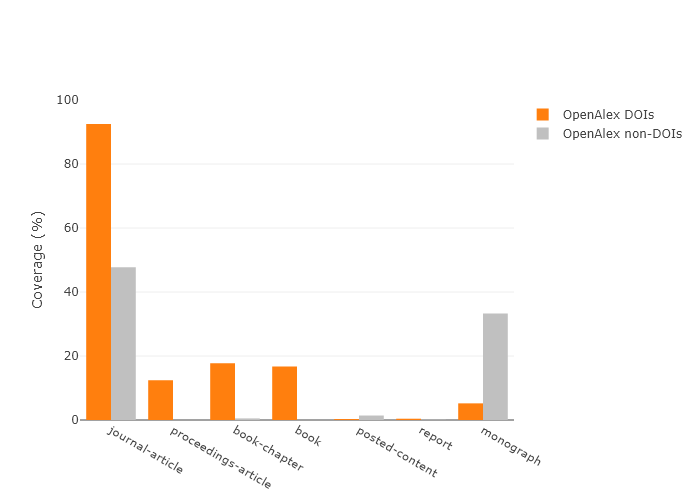 100
80
60
40
20
0
Coverage (%)
journal-article
proceedings-article
book-chapter
book
posted-content
report
monograph
OpenAlex DOIs
OpenAlex non-DOIs